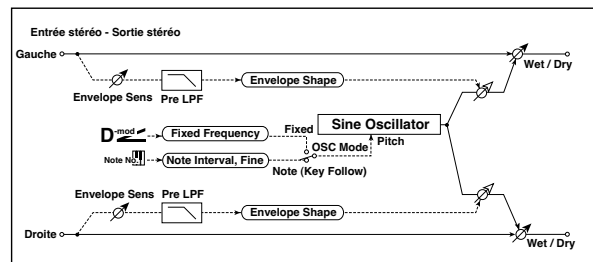 Entrée stéréo - Sortie stéréo
Gauche
Wet / Dry
Envelope Sens
Pre LPF
Envelope Shape
D-mod
Fixed Frequency
Fixed
Sine Oscillator
OSC Mode
Pitch
Note No.
Note Interval, Fine
Note (Key Follow)
Envelope Sens
Pre LPF
Envelope Shape
Droite
Wet / Dry